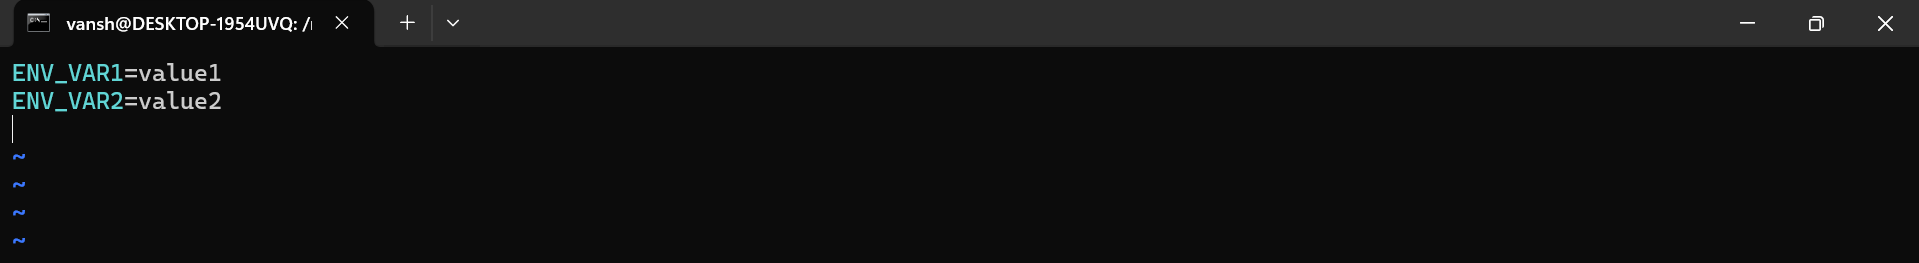 vansh@DESKTOP-1954UVQ: /
ENV_VAR1=value1
ENV_VAR2=value2
~
~
~
~